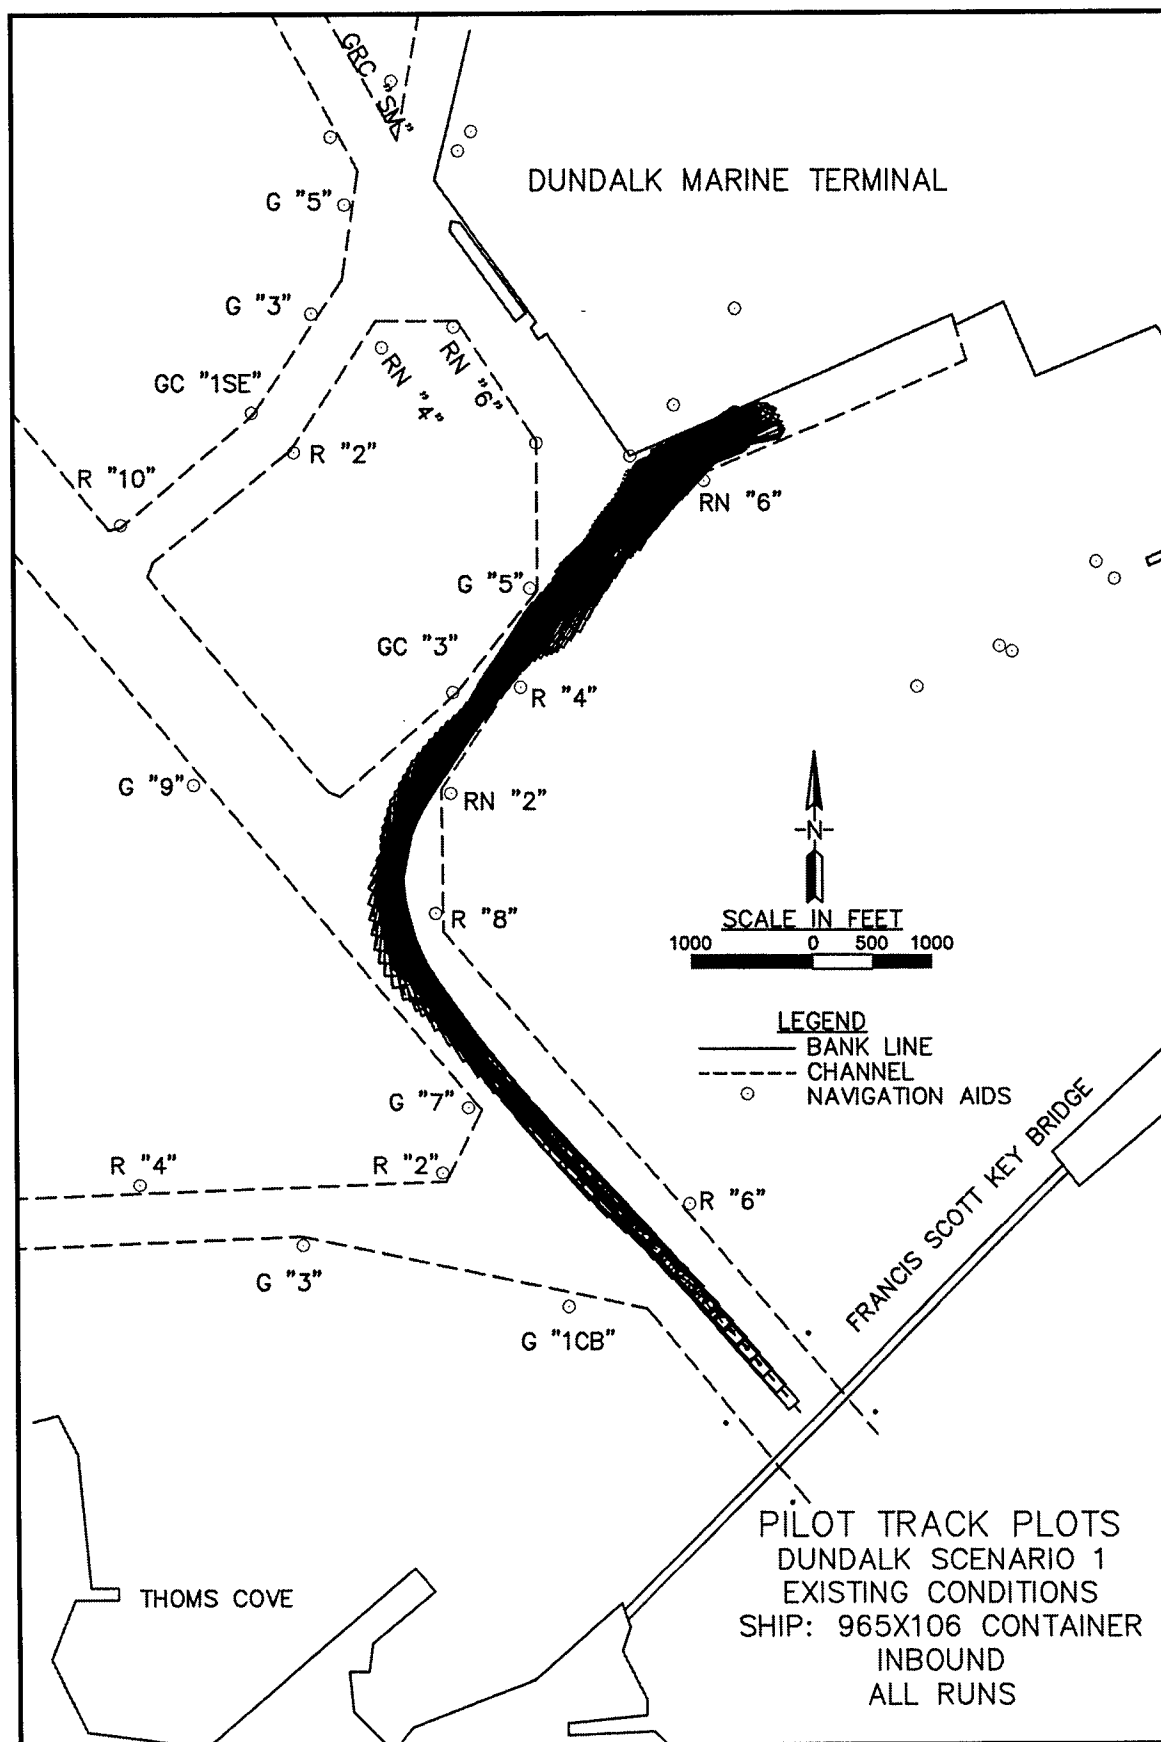 GRC "SM"
DUNDALK MARINE TERMINAL
G "5"
G "3"
RN "4"
RN "6"
GC "1SE"
R "2"
R "10"
RN "6"
G "5"
GC "3"
R "4"
G "9"
RN "2"
N
R "8"
SCALE IN FEET
1000 0 500 1000
LEGEND
BANK LINE
CHANNEL
NAVIGATION AIDS
G "7"
FRANCIS SCOTT KEY BRIDGE
R "4"
R "2"
R "6"
G "3"
G "1CB"
PILOT TRACK PLOTS
DUNDALK SCENARIO 1
EXISTING CONDITIONS
SHIP: 965X106 CONTAINER
INBOUND
ALL RUNS
THOMS COVE